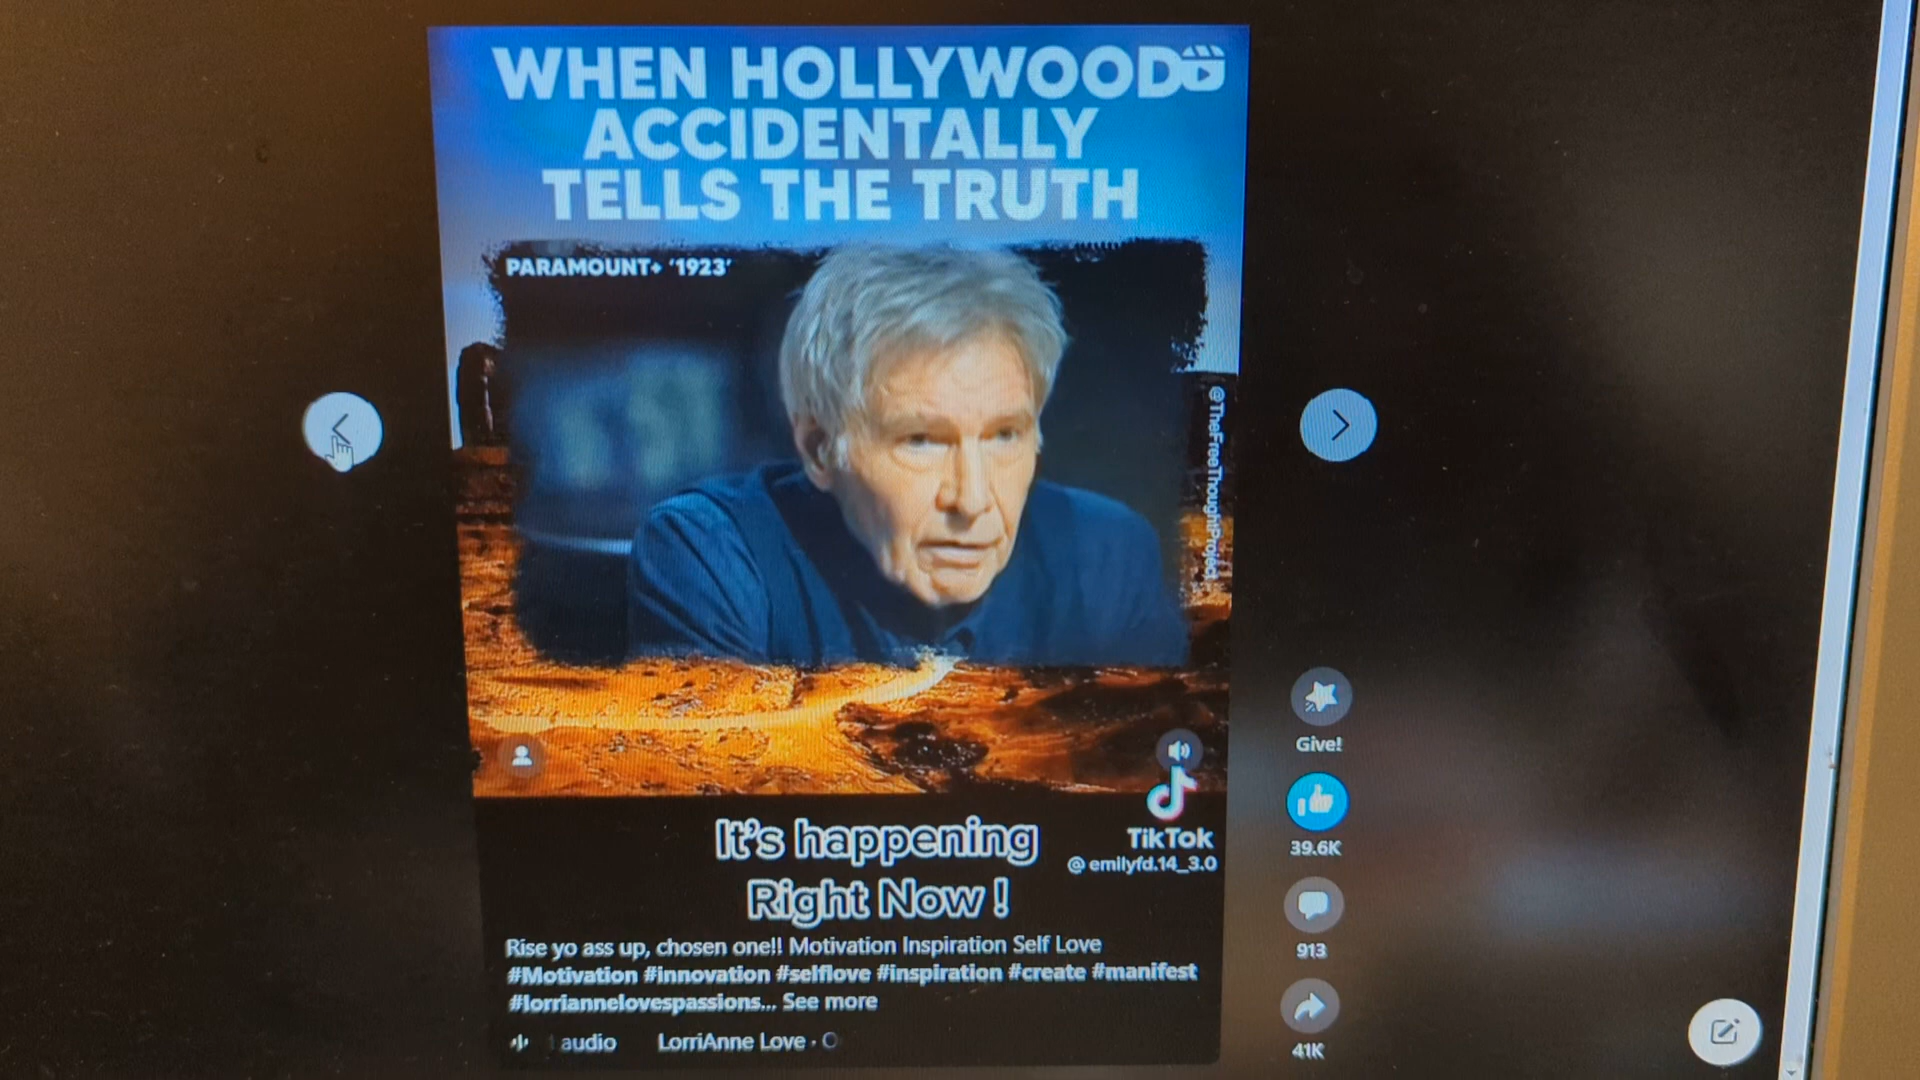 WHEN HOLLYWOOD
ACCIDENTALLY
TELLS THE TRUTH
PARAMOUNT+ '1923'
@TheFreeThoughtProject
Give!
39.6K
913
41K
TikTok
@emilyfd.14_3.0
It's happening
Right Now !
Rise yo ass up, chosen one!! Motivation Inspiration Self Love
#Motivation #innovation #selflove #inspiration #create #manifest
#lorriannelovespassions... See more
audio LorriAnne Love · O